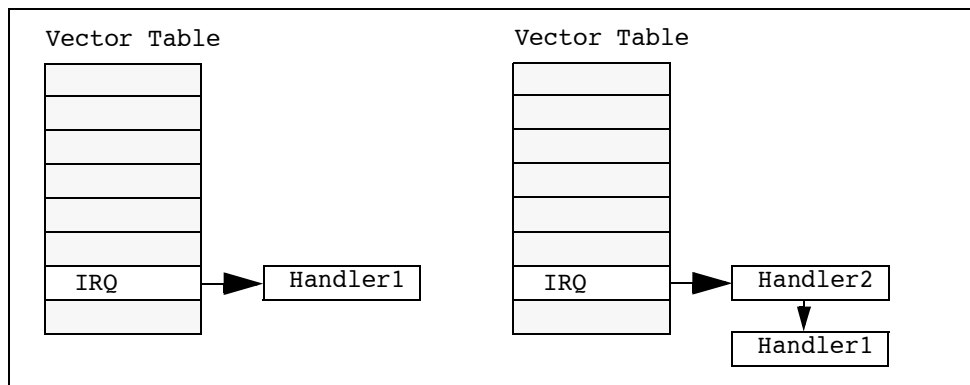 Vector Table
IRQ
Handler1
Vector Table
IRQ
Handler2
Handler1